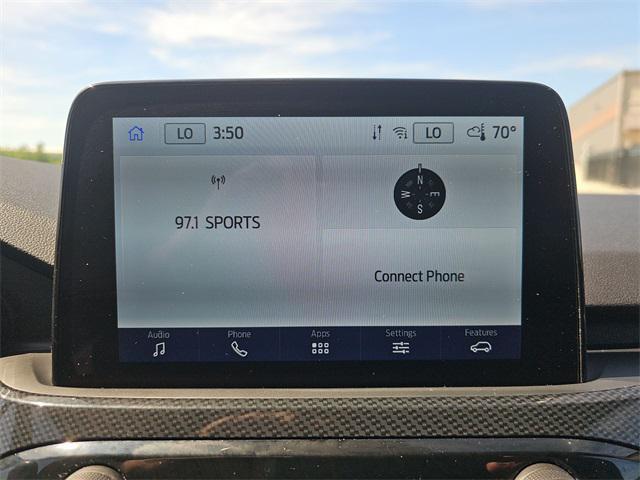 LO 3:50 LO 70°
N
W E
S
97.1 SPORTS
Connect Phone
Audio Phone Apps Settings Features